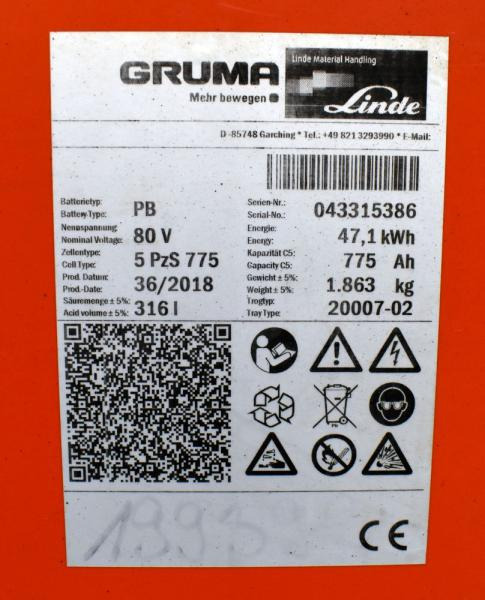 GRUMA
Mehr bewegen
Linde Material Handling
Linde
D-85748 Garching * Tel.: +49 821 3293990 * E-Mail:
Batterietyp:
Battery-Type: PB
Serien-Nr.:
Serial-No.: 043315386
Nennspannung:
Nominal Voltage: 80 V
Energie:
Energy: 47,1 kWh
Zellentype:
Cell Type: 5 PzS 775
Kapazität C5:
Capacity C5: 775 Ah
Prod. Datum:
Prod.-Date: 36/2018
Gewicht ± 5%:
Weight ± 5%: 1.863 kg
Säuremenge ± 5%:
Acid volume ± 5%: 316 l
Trogtyp:
Tray Type: 20007-02
Pb
1993
CE